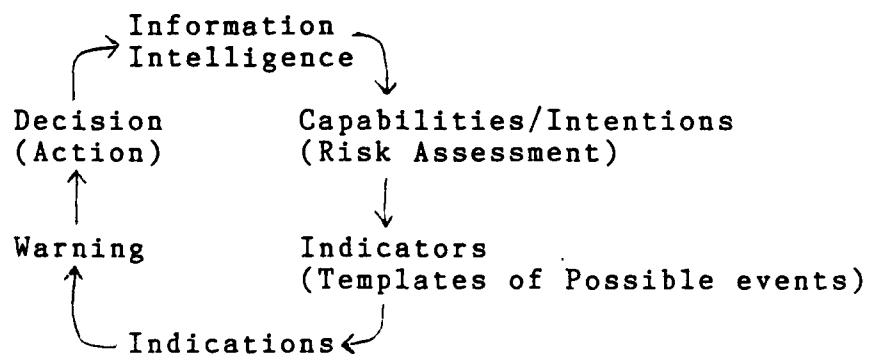 Information
Intelligence
Decision
(Action)
Capabilities/Intentions
(Risk Assessment)
Warning
Indicators
(Templates of Possible events)
Indications